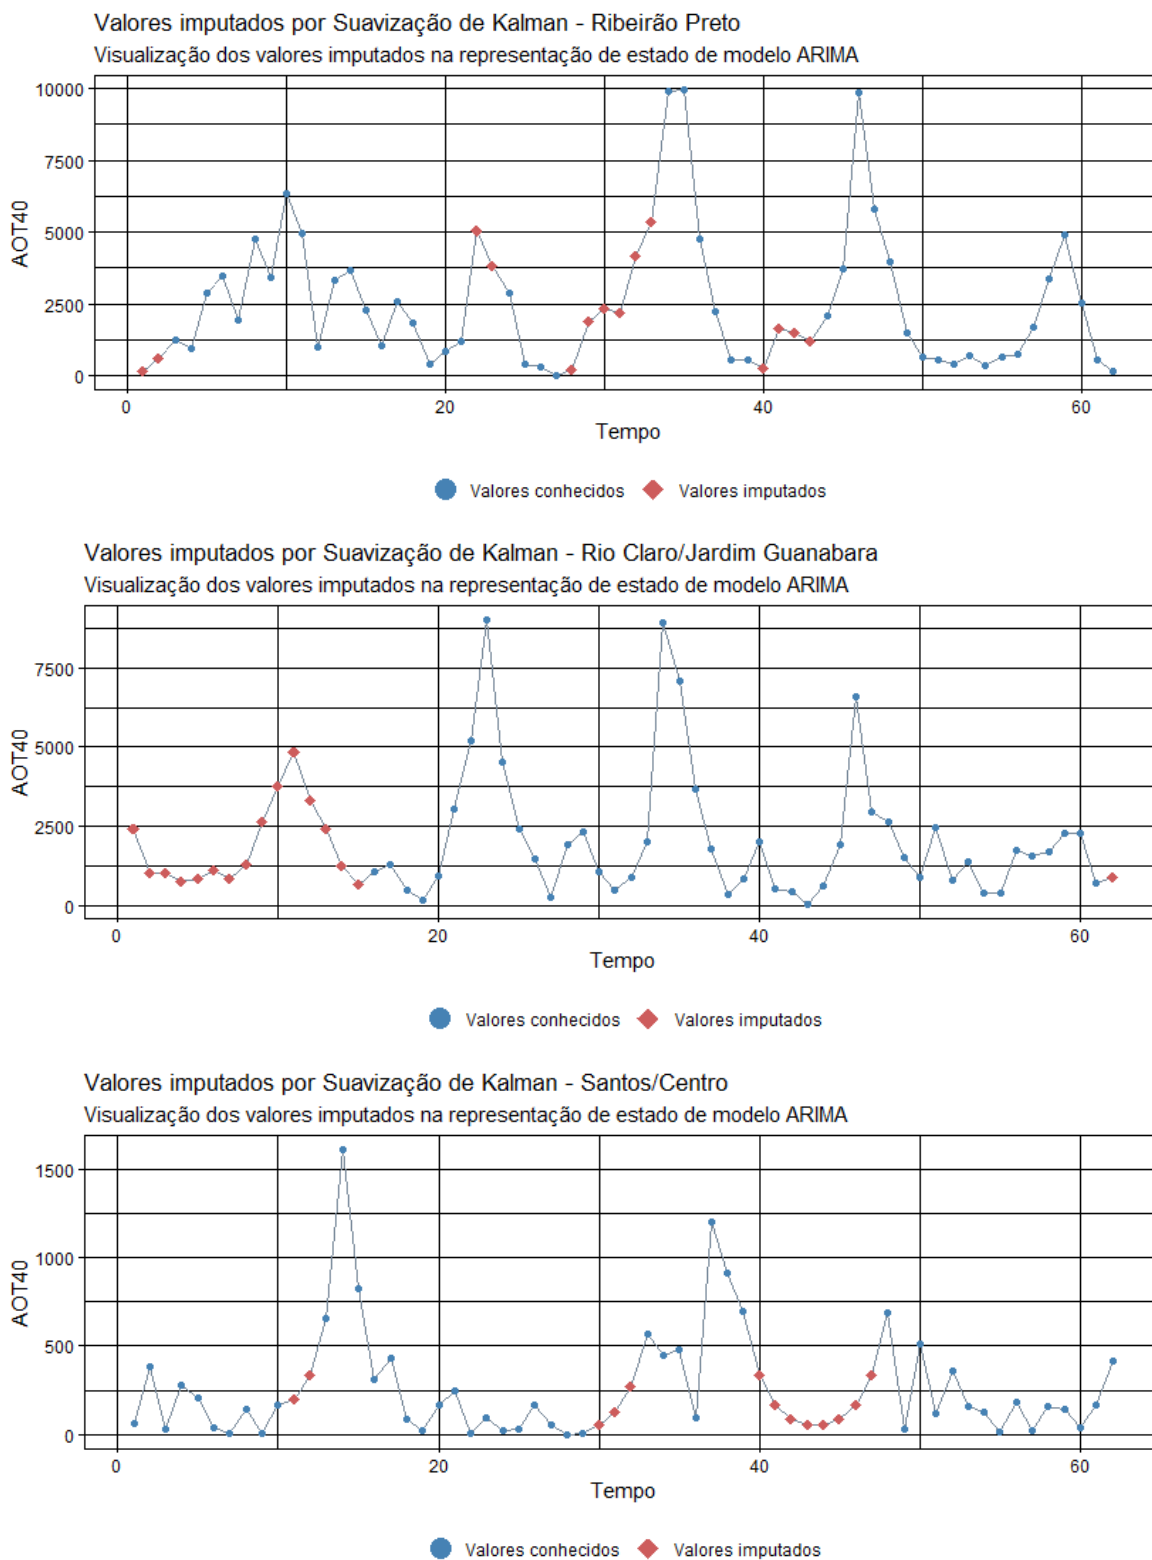 Valores imputados por Suavização de Kalman - Ribeirão Preto
Visualização dos valores imputados na representação de estado de modelo ARIMA
10000
7500
5000
2500
0
AOT40
0 20 40 60
Tempo
Valores conhecidos Valores imputados
Valores imputados por Suavização de Kalman - Rio Claro/Jardim Guanabara
Visualização dos valores imputados na representação de estado de modelo ARIMA
7500
5000
2500
0
AOT40
0 20 40 60
Tempo
Valores conhecidos Valores imputados
Valores imputados por Suavização de Kalman - Santos/Centro
Visualização dos valores imputados na representação de estado de modelo ARIMA
1500
1000
500
0
AOT40
0 20 40 60
Tempo
Valores conhecidos Valores imputados